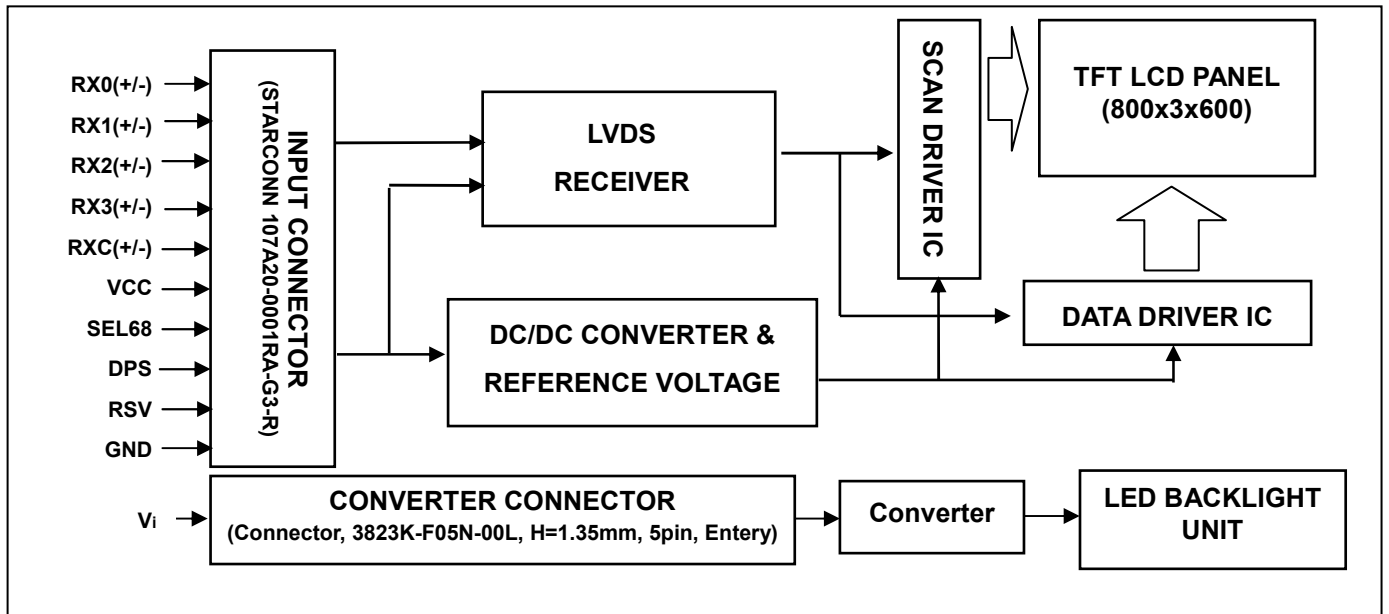 RX0(+/-)
RX1(+/-)
RX2(+/-)
RX3(+/-)
RXC(+/-)
VCC
SEL68
DPS
RSV
GND
INPUT CONNECTOR
(STARCONN 107A20-0001RA-G3-R)
LVDS
RECEIVER
DC/DC CONVERTER &
REFERENCE VOLTAGE
SCAN DRIVER IC
TFT LCD PANEL
(800x3x600)
DATA DRIVER IC
Vi
CONVERTER CONNECTOR
(Connector, 3823K-F05N-00L, H=1.35mm, 5pin, Entery)
Converter
LED BACKLIGHT
UNIT